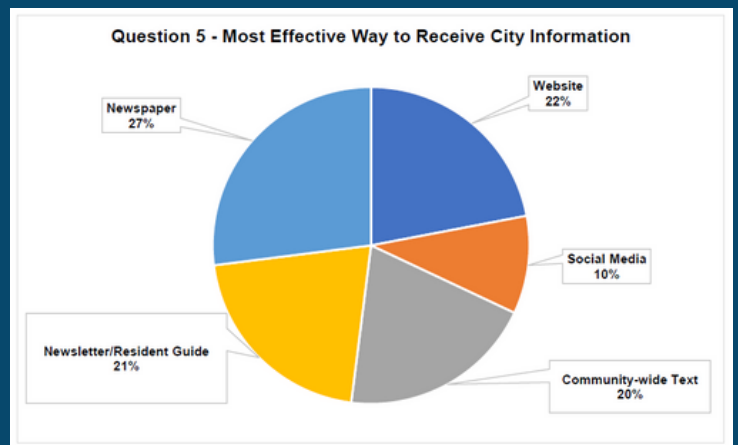 Question 5 - Most Effective Way to Receive City Information
Website
22%
Newspaper
27%
Social Media
10%
Newsletter/Resident Guide
21%
Community-wide Text
20%